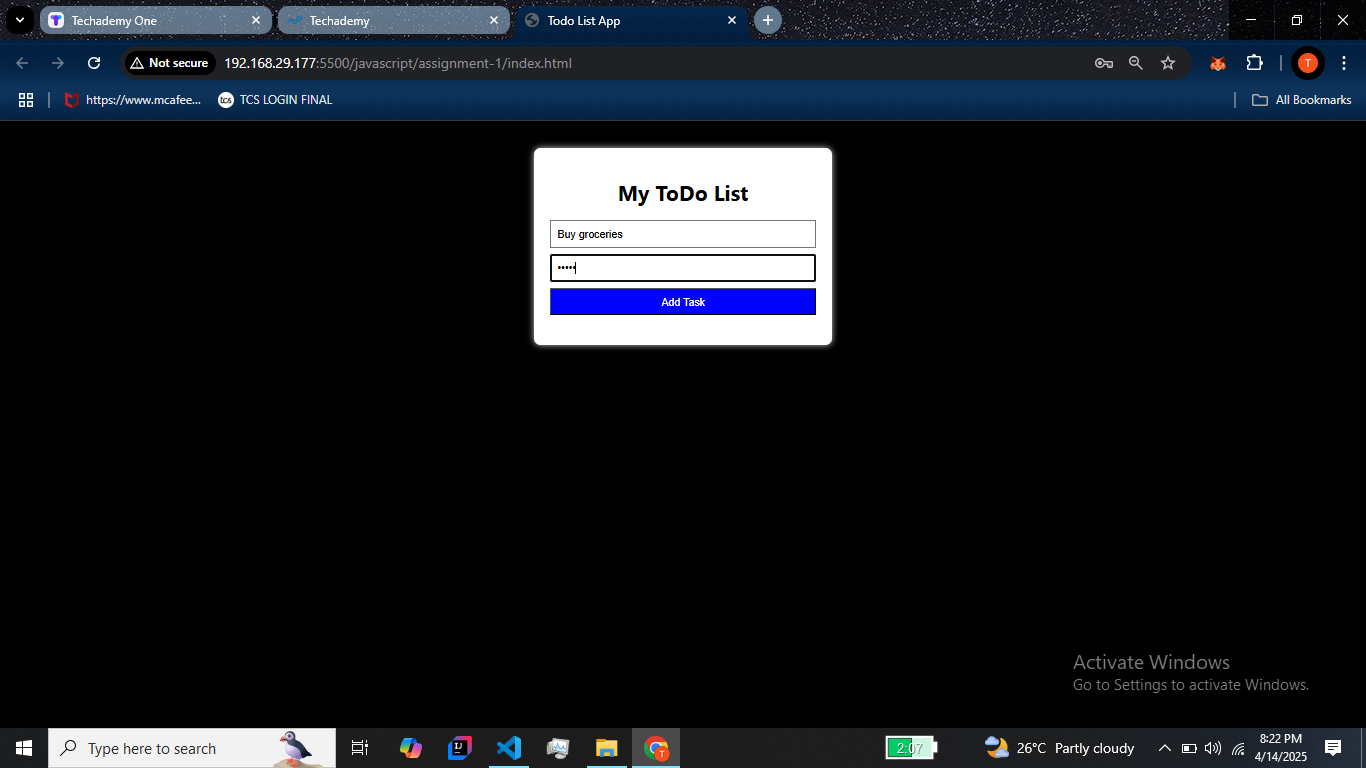 Techademy One
Techademy
Todo List App
Not secure
192.168.29.177:5500/javascript/assignment-1/index.html
T
https://www.mcafee...
tcs
TCS LOGIN FINAL
All Bookmarks
My ToDo List
Buy groceries
•••••
Add Task
Activate Windows
Go to Settings to activate Windows.
Type here to search
2:07
26°C Partly cloudy
8:22 PM
4/14/2025